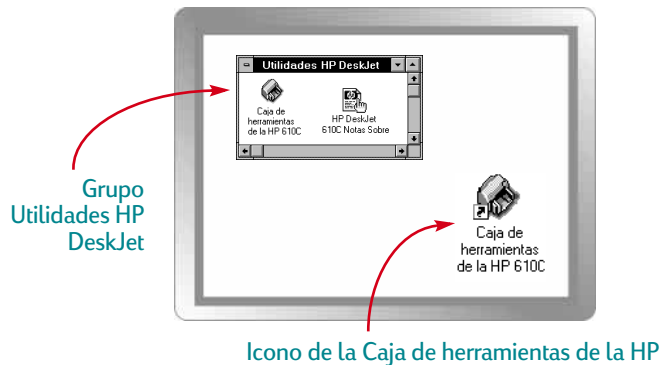 Utilidades HP DeskJet
Caja de
herramientas
de la HP 610C
HP DeskJet
610C Notas Sobre
Grupo
Utilidades HP
DeskJet
Caja de
herramientas
de la HP 610C
Icono de la Caja de herramientas de la HP